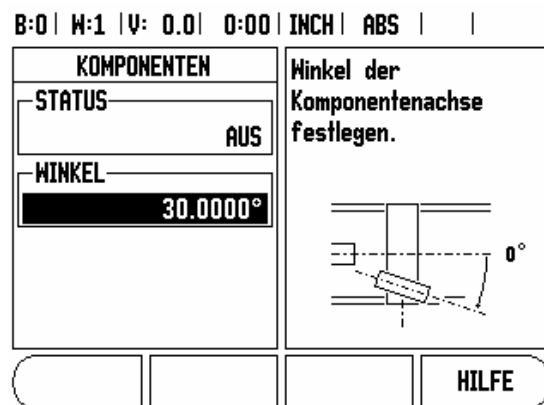 B:0 | W:1 | V: 0.0 | 0:00 | INCH | ABS | |
KOMPONENTEN
STATUS
AUS
WINKEL
30.0000°
Winkel der
Komponentenachse
festlegen.
0°
HILFE